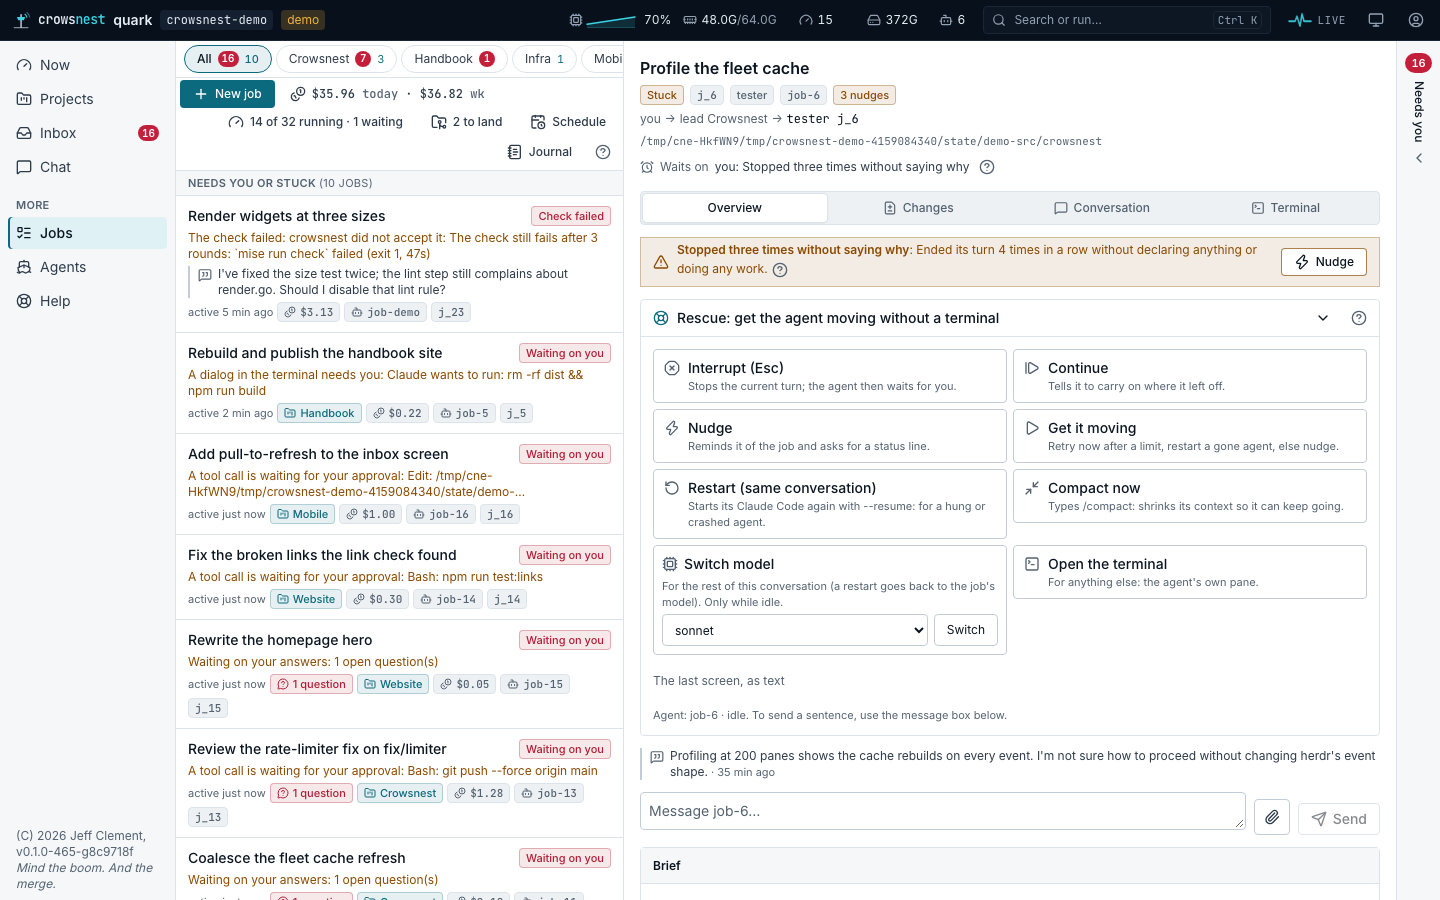 crowsnest quark crowsnest-demo demo 70% 48.0G/64.0G 15 372G 6 Search or run... Ctrl K LIVE
Now
Projects
Inbox 16
Chat
MORE
Jobs
Agents
Help
(C) 2026 Jeff Clement,
v0.1.0-465-g8c9718f
Mind the boom. And the
merge.
All 16 10 Crowsnest 7 3 Handbook 1 Infra 1 Mobi
New job $35.96 today · $36.82 wk
14 of 32 running · 1 waiting 2 to land Schedule
Journal
NEEDS YOU OR STUCK (10 JOBS)
Render widgets at three sizes Check failed
The check failed: crowsnest did not accept it: The check still fails after 3
rounds: `mise run check` failed (exit 1, 47s)
I've fixed the size test twice; the lint step still complains about
render.go. Should I disable that lint rule?
active 5 min ago $3.13 job-demo j_23
Rebuild and publish the handbook site Waiting on you
A dialog in the terminal needs you: Claude wants to run: rm -rf dist &&
npm run build
active 2 min ago Handbook $0.22 job-5 j_5
Add pull-to-refresh to the inbox screen Waiting on you
A tool call is waiting for your approval: Edit: /tmp/cne-
HkfWN9/tmp/crowsnest-demo-4159084340/state/demo-...
active just now Mobile $1.00 job-16 j_16
Fix the broken links the link check found Waiting on you
A tool call is waiting for your approval: Bash: npm run test:links
active just now Website $0.30 job-14 j_14
Rewrite the homepage hero Waiting on you
Waiting on your answers: 1 open question(s)
active just now 1 question Website $0.05 job-15
j_15
Review the rate-limiter fix on fix/limiter Waiting on you
A tool call is waiting for your approval: Bash: git push --force origin main
active just now 1 question Crowsnest $1.28 job-13
j_13
Coalesce the fleet cache refresh Waiting on you
Waiting on your answers: 1 open question(s)
Profile the fleet cache
Stuck j_6 tester job-6 3 nudges
you → lead Crowsnest → tester j_6
/tmp/cne-HkfWN9/tmp/crowsnest-demo-4159084340/state/demo-src/crowsnest
Waits on you: Stopped three times without saying why
Overview Changes Conversation Terminal
Stopped three times without saying why: Ended its turn 4 times in a row without declaring anything or
doing any work.
Nudge
Rescue: get the agent moving without a terminal
Interrupt (Esc)
Stops the current turn; the agent then waits for you.
Continue
Tells it to carry on where it left off.
Nudge
Reminds it of the job and asks for a status line.
Get it moving
Retry now after a limit, restart a gone agent, else nudge.
Restart (same conversation)
Starts its Claude Code again with --resume: for a hung or
crashed agent.
Compact now
Types /compact: shrinks its context so it can keep going.
Switch model
For the rest of this conversation (a restart goes back to the job's
model). Only while idle.
sonnet Switch
Open the terminal
For anything else: the agent's own pane.
The last screen, as text
Agent: job-6 · idle. To send a sentence, use the message box below.
Profiling at 200 panes shows the cache rebuilds on every event. I'm not sure how to proceed without changing herdr's event
shape. · 35 min ago
Message job-6... Send
Brief
16
Needs you